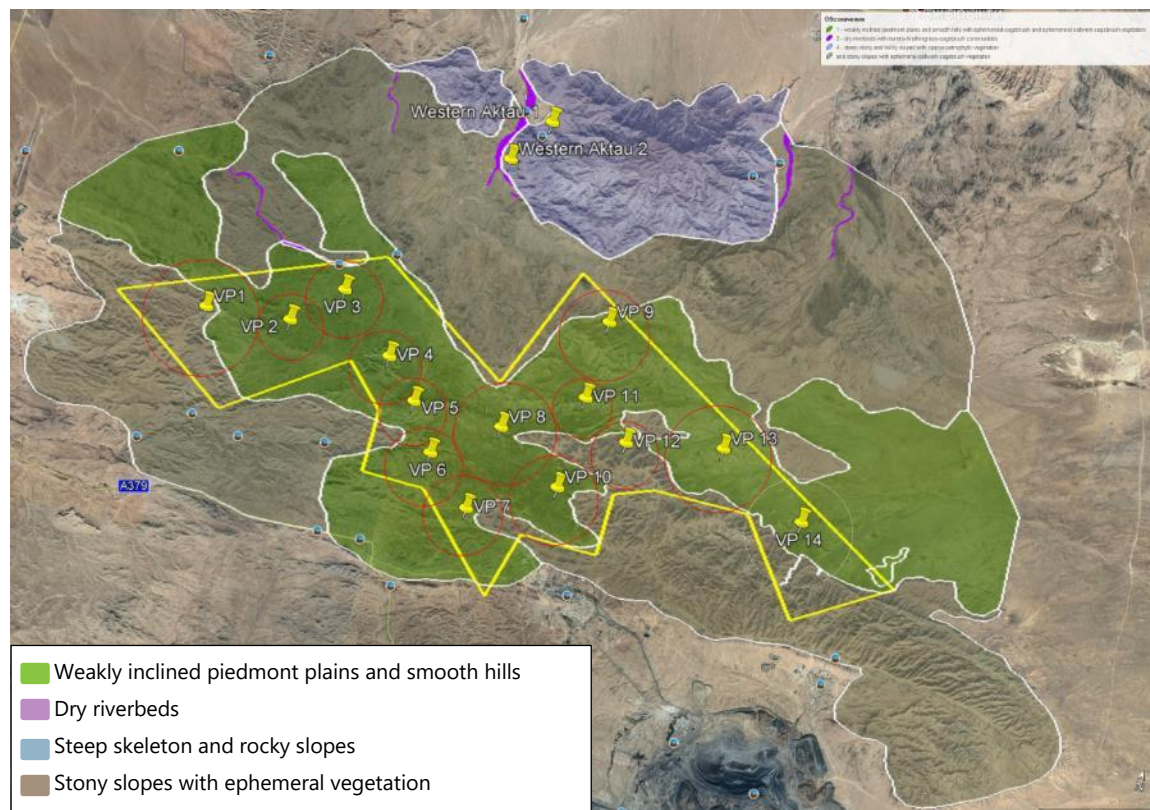 Обозначения
Western Aktau 1
Western Aktau 2
VP1
VP 2
VP 3
VP 4
VP 5
VP 6
VP 7
VP 8
VP 9
VP 10
VP 11
VP 12
VP 13
VP 14
A379
Weakly inclined piedmont plains and smooth hills
Dry riverbeds
Steep skeleton and rocky slopes
Stony slopes with ephemeral vegetation